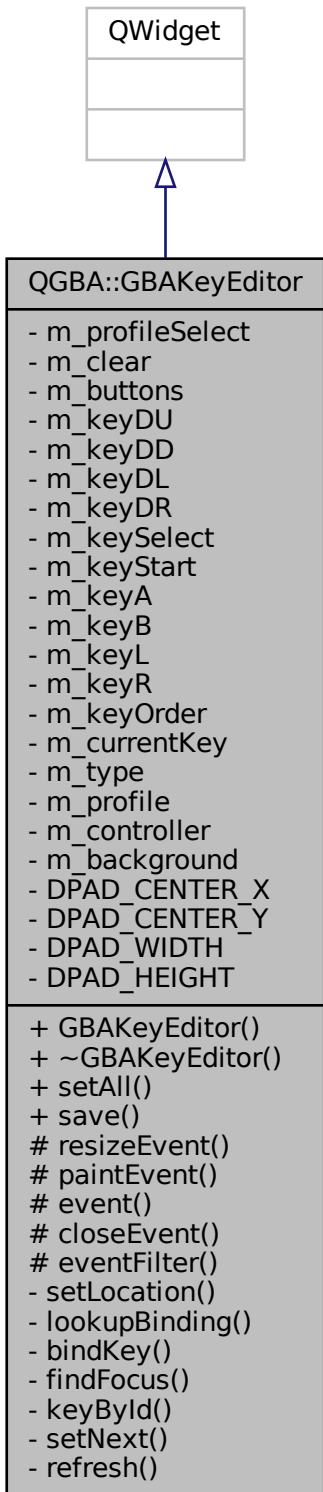 QWidget
QGBA::GBAKeyEditor
- m_profileSelect
- m_clear
- m_buttons
- m_keyDU
- m_keyDD
- m_keyDL
- m_keyDR
- m_keySelect
- m_keyStart
- m_keyA
- m_keyB
- m_keyL
- m_keyR
- m_keyOrder
- m_currentKey
- m_type
- m_profile
- m_controller
- m_background
- DPAD_CENTER_X
- DPAD_CENTER_Y
- DPAD_WIDTH
- DPAD_HEIGHT
+ GBAKeyEditor()
+ ~GBAKeyEditor()
+ setAll()
+ save()
# resizeEvent()
# paintEvent()
# event()
# closeEvent()
# eventFilter()
- setLocation()
- lookupBinding()
- bindKey()
- findFocus()
- keyById()
- setNext()
- refresh()